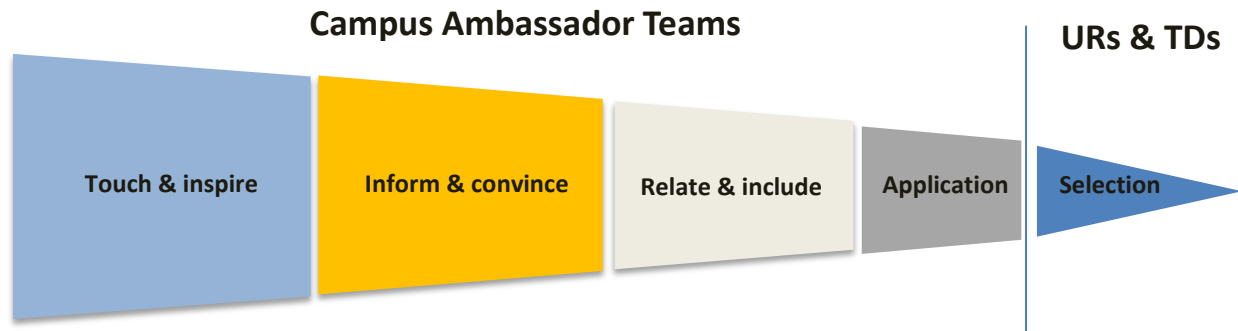 Campus Ambassador Teams
URs & TDs
Touch & inspire
Inform & convince
Relate & include
Application
Selection